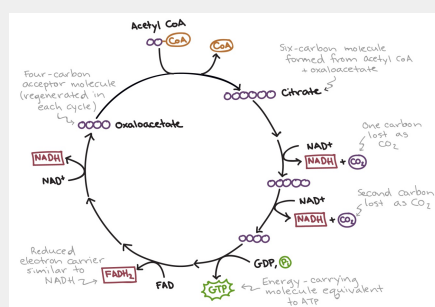 Acetyl CoA
CoA
CoA
Six-carbon molecule
formed from acetyl CoA
+ oxaloacetate
Four-carbon
acceptor molecule
(regenerated in
each cycle)
Citrate
Oxaloacetate
One carbon
lost as
CO₂
NAD⁺
NADH + CO₂
NADH
NAD⁺
Second carbon
lost as CO₂
NAD⁺
NADH + CO₂
Reduced
electron carrier
similar to
NADH
FADH₂
FAD
GDP, Pi
GTP
Energy-carrying
molecule equivalent
to ATP